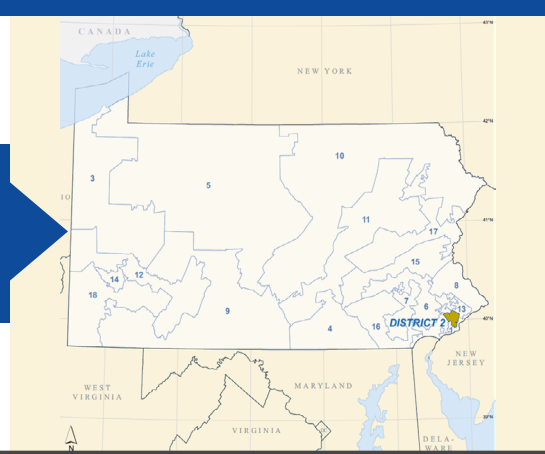 CANADA
43°N
Lake
Erie
NEW YORK
42°N
10
3
5
IO
11
41°N
17
15
14
12
8
18
7
6
13
9
DISTRICT 2
40°N
4
16
NEW
JERSEY
WEST
VIRGINIA
MARYLAND
39°N
VIRGINIA
DELA-
WARE
N